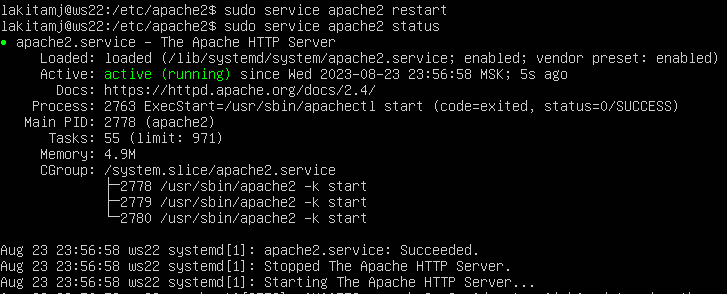 lakitamj@ws22:/etc/apache2$ sudo service apache2 restart
lakitamj@ws22:/etc/apache2$ sudo service apache2 status
● apache2.service - The Apache HTTP Server
Loaded: loaded (/lib/systemd/system/apache2.service; enabled; vendor preset: enabled)
Active: active (running) since Wed 2023-08-23 23:56:58 MSK; 5s ago
Docs: https://httpd.apache.org/docs/2.4/
Process: 2763 ExecStart=/usr/sbin/apachectl start (code=exited, status=0/SUCCESS)
Main PID: 2778 (apache2)
Tasks: 55 (limit: 971)
Memory: 4.9M
CGroup: /system.slice/apache2.service
├─2778 /usr/sbin/apache2 -k start
├─2779 /usr/sbin/apache2 -k start
└─2780 /usr/sbin/apache2 -k start
Aug 23 23:56:58 ws22 systemd[1]: apache2.service: Succeeded.
Aug 23 23:56:58 ws22 systemd[1]: Stopped The Apache HTTP Server.
Aug 23 23:56:58 ws22 systemd[1]: Starting The Apache HTTP Server...